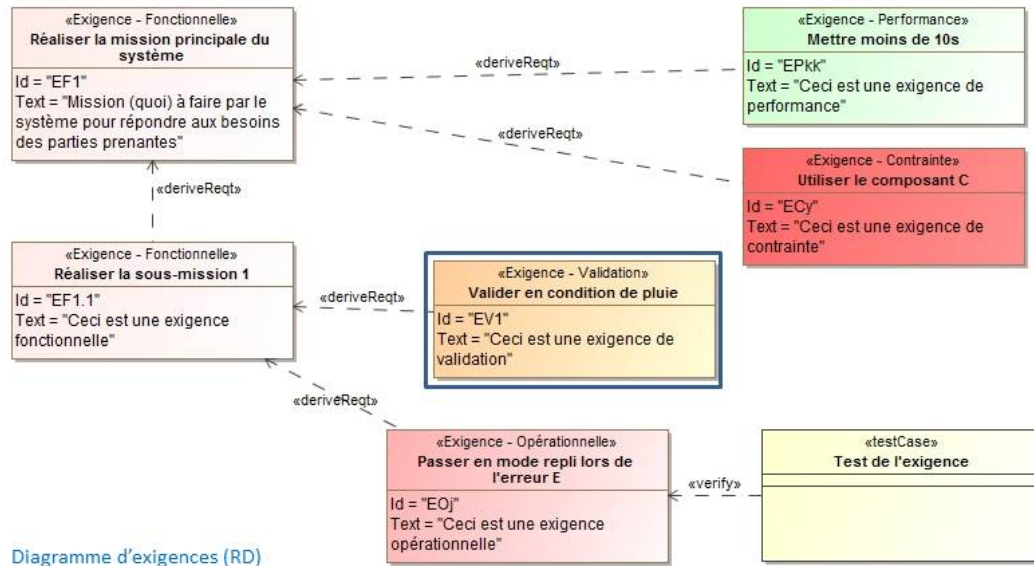 «Exigence - Fonctionnelle»
Réaliser la mission principale du
système
Id = "EF1"
Text = "Mission (quoi) à faire par le
système pour répondre aux besoins
des parties prenantes"
«deriveReqt»
«Exigence - Performance»
Mettre moins de 10s
Id = "EPkk"
Text = "Ceci est une exigence de
performance"
«deriveReqt»
«Exigence - Contrainte»
Utiliser le composant C
Id = "ECy"
Text = "Ceci est une exigence de
contrainte"
«deriveReqt»
«Exigence - Fonctionnelle»
Réaliser la sous-mission 1
Id = "EF1.1"
Text = "Ceci est une exigence
fonctionnelle"
«deriveReqt»
«Exigence - Validation»
Valider en condition de pluie
Id = "EV1"
Text = "Ceci est une exigence de
validation"
«deriveReqt»
«Exigence - Opérationnelle»
Passer en mode repli lors de
l'erreur E
Id = "EOj"
Text = "Ceci est une exigence
opérationnelle"
«verify»
«testCase»
Test de l'exigence
Diagramme d'exigences (RD)